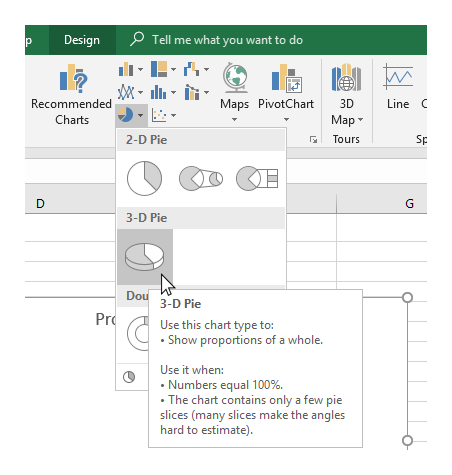 p Design Tell me what you want to do
Recommended Charts
Maps
PivotChart
3D Map
Line
C
Tours
Sp
2-D Pie
D
G
3-D Pie
Dou
Pro
3-D Pie
Use this chart type to:
• Show proportions of a whole.
Use it when:
• Numbers equal 100%.
• The chart contains only a few pie
slices (many slices make the angles
hard to estimate).